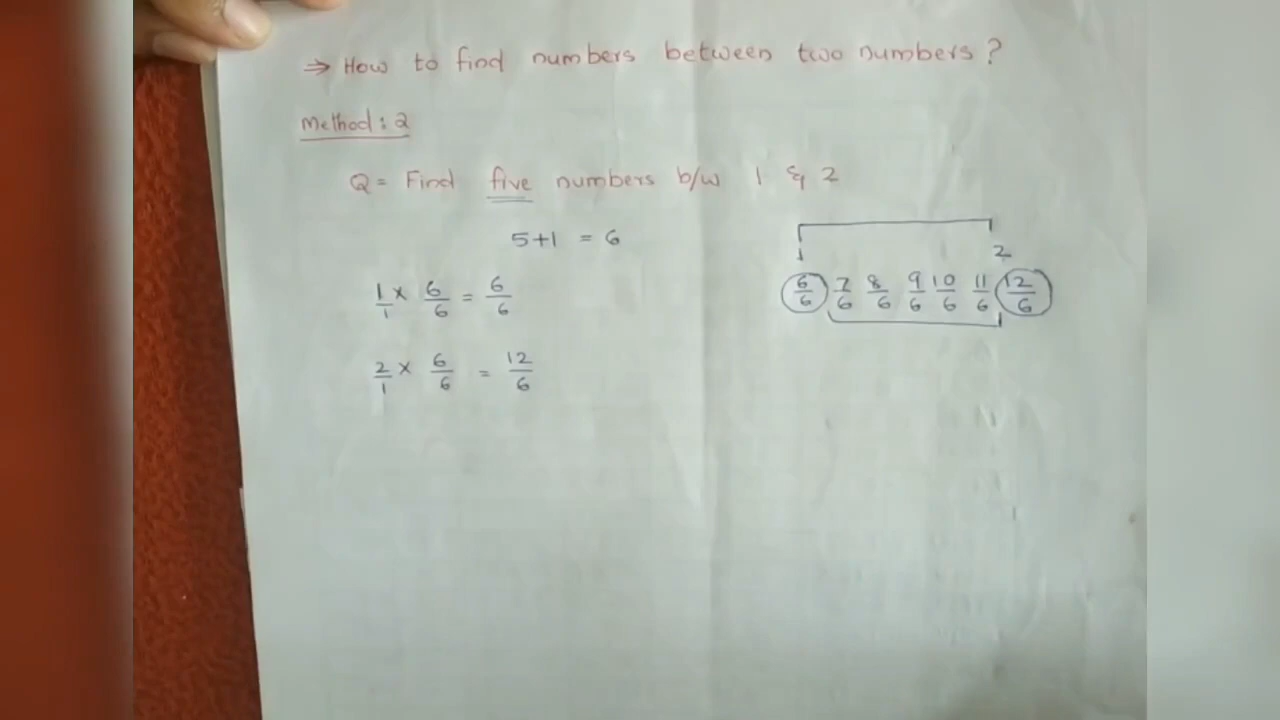 ⇒ How to find numbers between two numbers?
Method: 2
Q = Find five numbers b/w 1 & 2
5+1 = 6
1/1 × 6/6 = 6/6
2
6/6 7/6 8/6 9/6 10/6 11/6 12/6
2/1 × 6/6 = 12/6